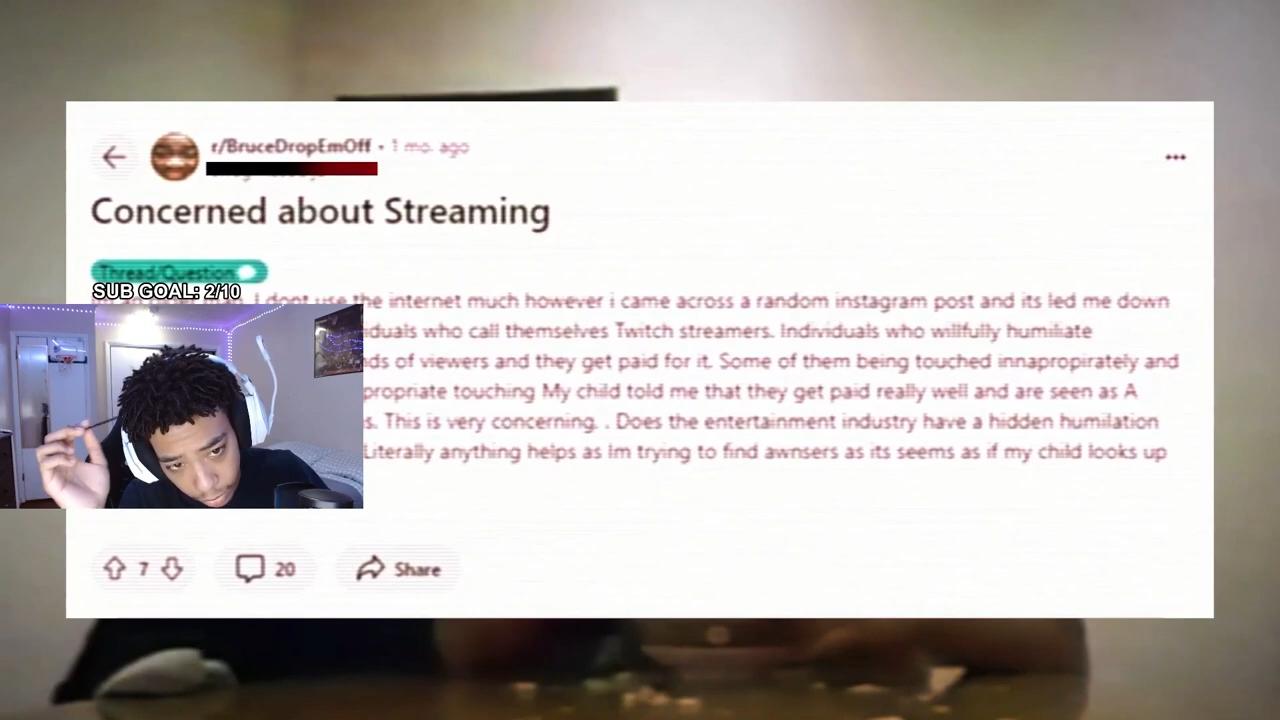 r/BruceDropEmOff • 1 mo. ago
Concerned about Streaming
Thread/Question
SUB GOAL: 2/10
I dont use the internet much however i came across a random instagram post and its led me down
who call themselves Twitch streamers. Individuals who willfully humiliate
of viewers and they get paid for it. Some of them being touched innapropirately and
touching My child told me that they get paid really well and are seen as A
This is very concerning. . Does the entertainment industry have a hidden humilation
Literally anything helps as Im trying to find awnsers as its seems as if my child looks up
7 20 Share